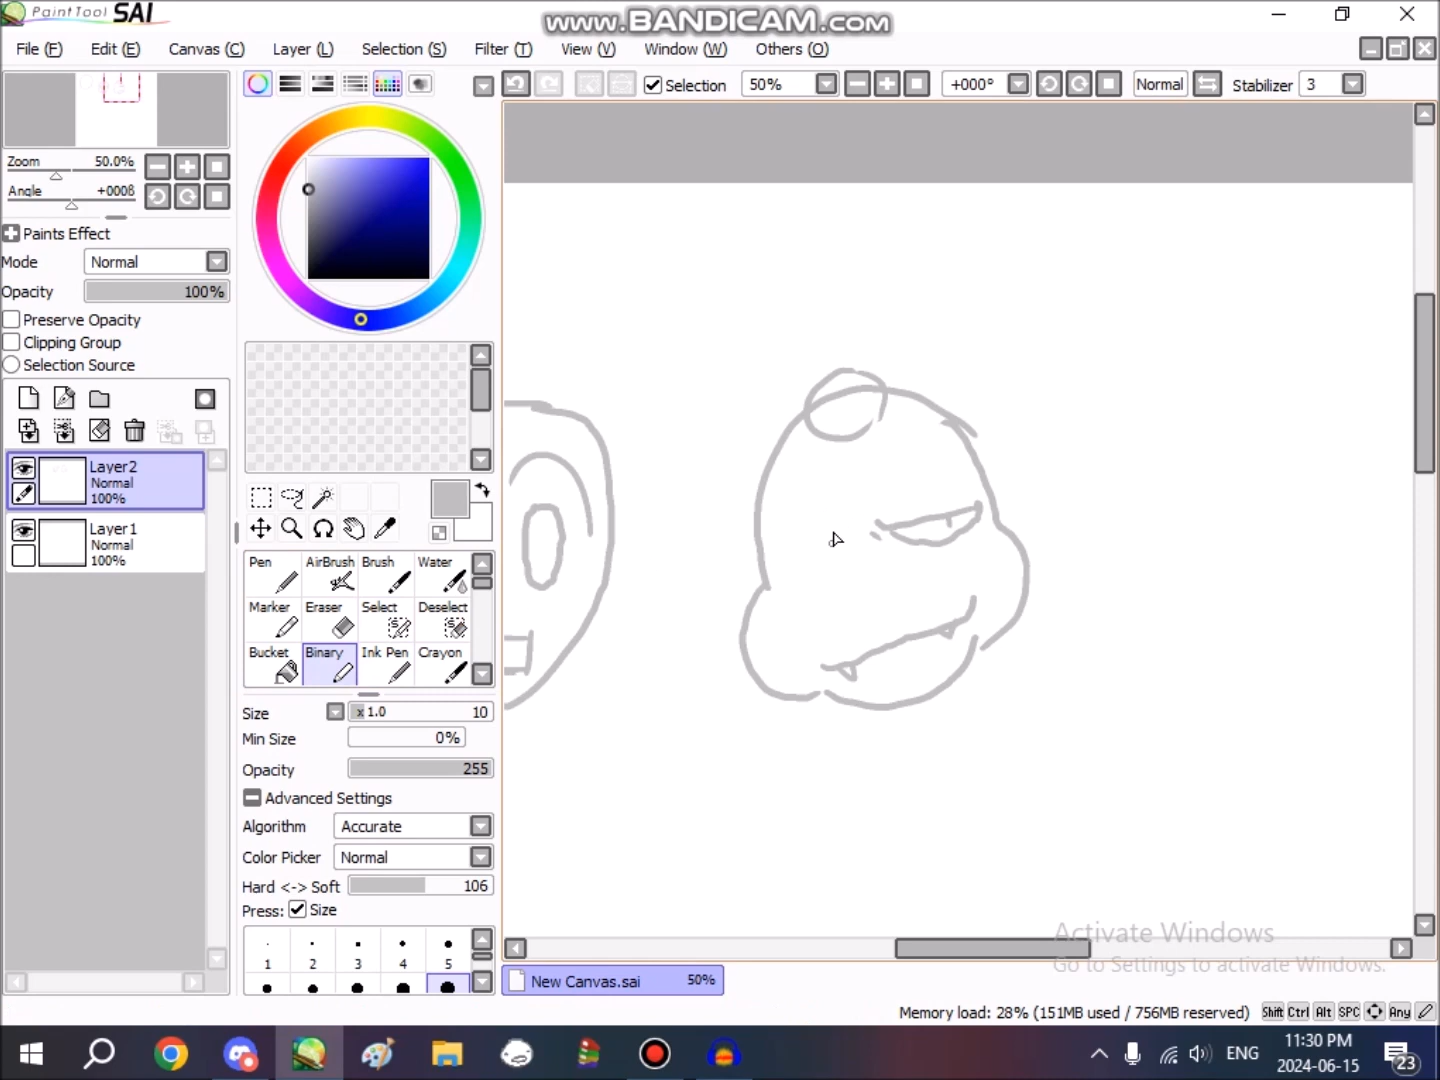 PaintTool SAI
www.BANDICAM.com
File (F) Edit (E) Canvas (C) Layer (L) Selection (S) Filter (T) View (V) Window (W) Others (O)
Selection 50% +000° Normal Stabilizer 3
Zoom 50.0%
Angle +000ß
Paints Effect
Mode Normal
Opacity 100%
Preserve Opacity
Clipping Group
Selection Source
Layer2
Normal
100%
Layer1
Normal
100%
Pen AirBrush Brush Water
Marker Eraser Select Deselect
Bucket Binary Ink Pen Crayon
Size x 1.0 10
Min Size 0%
Opacity 255
Advanced Settings
Algorithm Accurate
Color Picker Normal
Hard <-> Soft 106
Press: Size
1 2 3 4 5
Activate Windows
Go to Settings to activate Windows.
New Canvas.sai 50%
Memory load: 28% (151MB used / 756MB reserved) Shift Ctrl Alt SPC Any
ENG
11:30 PM
2024-06-15
23